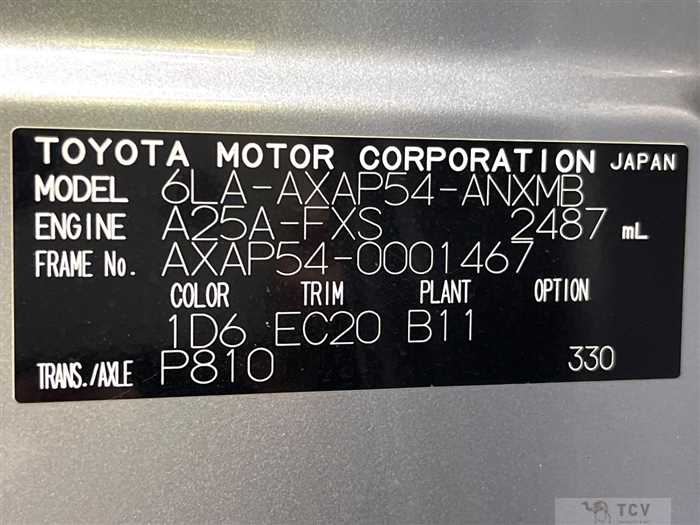 TOYOTA MOTOR CORPORATION JAPAN
MODEL 6LA-AXAP54-ANXMB
ENGINE A25A-FXS 2487 mL
FRAME No. AXAP54-0001467
COLOR TRIM PLANT OPTION
1D6 EC20 B11
TRANS./AXLE P810 330
TCV